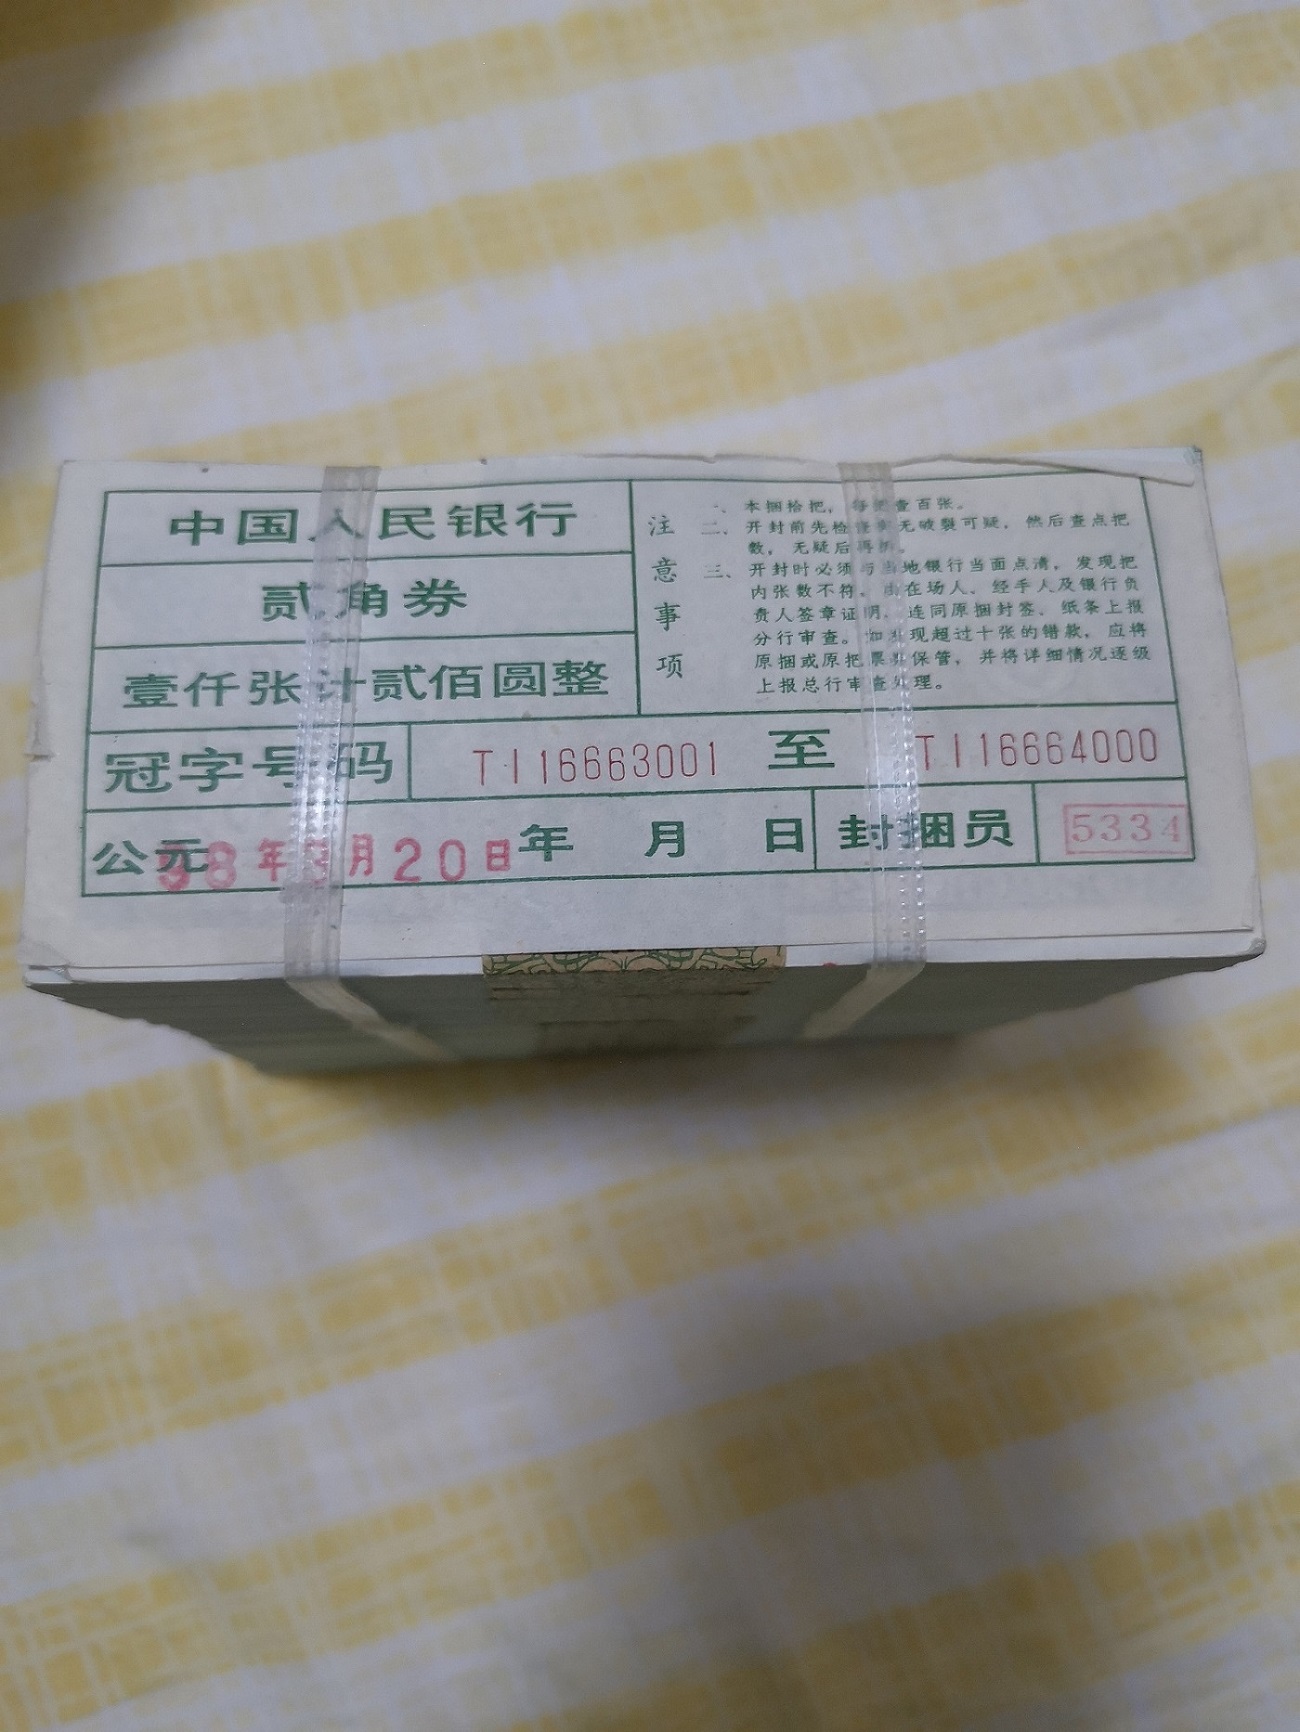 中国人民银行
贰角券
壹仟张计贰佰圆整
注意事项
一、本捆拾把，每把壹百张。
二、开封前先检查有无破裂可疑，然后查点把
数，无疑后再拆。
三、开封时必须与当地银行当面点清，发现把
内张数不符，由在场人、经手人及银行负
责人签章证明，连同原捆封签、纸条上报
分行审查。如发现超过十张的错款，应将
原捆或原把票券保管，并将详细情况逐级
上报总行审查处理。
冠字号码 TI16663001 至 TI16664000
公元 年 月 日 封捆员 5334
8年 月20日